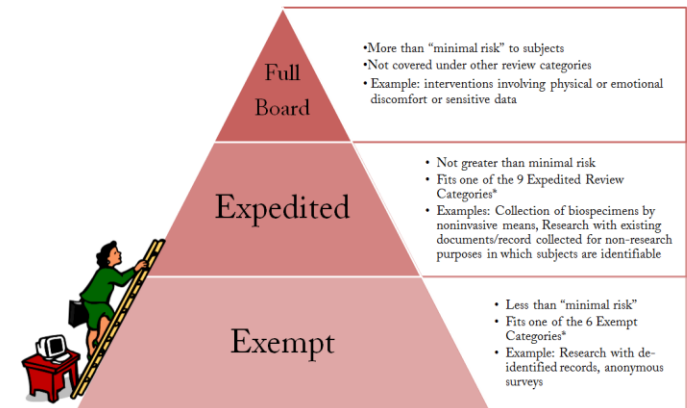 Full
Board
•More than “minimal risk” to subjects
•Not covered under other review categories
• Example: interventions involving physical or emotional
discomfort or sensitive data
Expedited
• Not greater than minimal risk
• Fits one of the 9 Expedited Review
Categories*
• Examples: Collection of biospecimens by
noninvasive means, Research with existing
documents/record collected for non-research
purposes in which subjects are identifiable
Exempt
• Less than “minimal risk”
• Fits one of the 6 Exempt
Categories*
• Example: Research with de-
identified records, anonymous
surveys